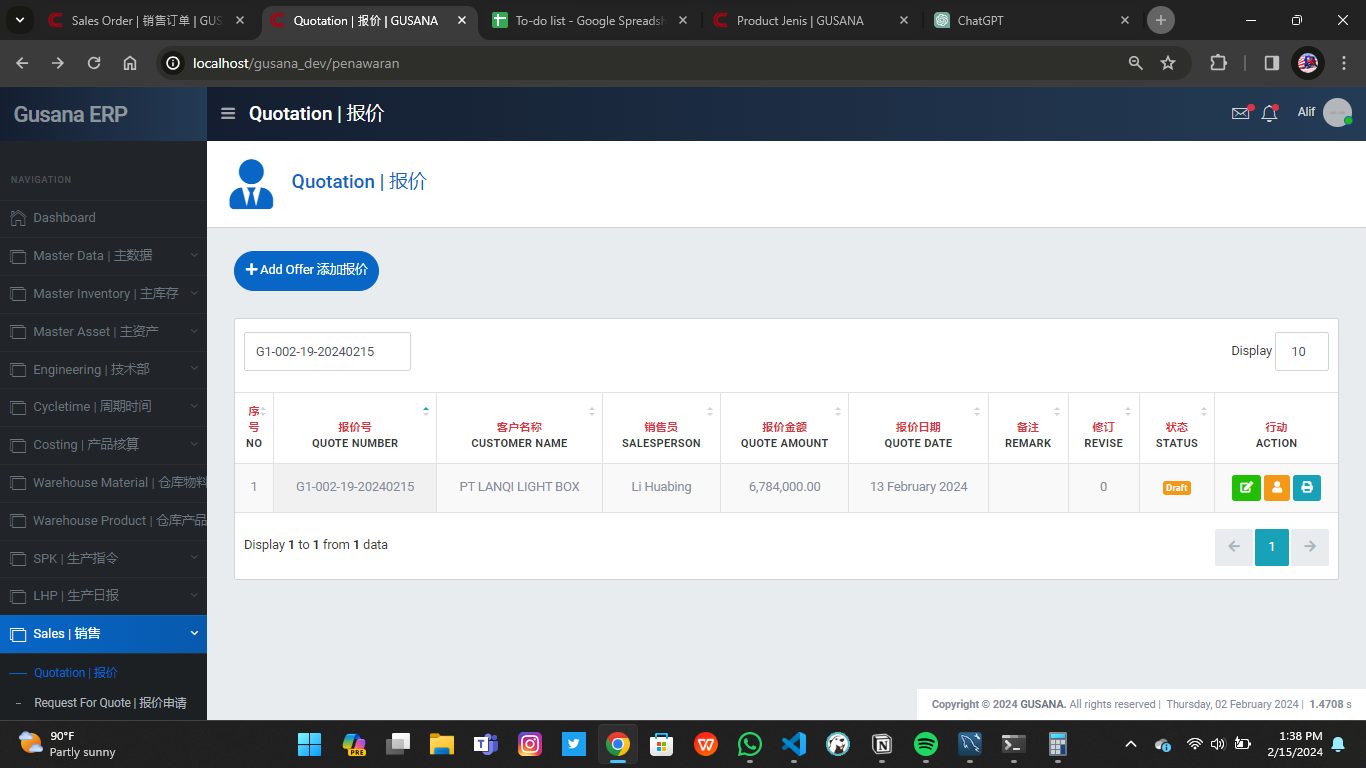 Sales Order | 销售订单 | GUS
Quotation | 报价 | GUSANA
To-do list - Google Spreadsh
Product Jenis | GUSANA
ChatGPT
localhost/gusana_dev/penawaran
Gusana ERP
Quotation | 报价
Alif
NAVIGATION
Dashboard
Master Data | 主数据
Master Inventory | 主库存
Master Asset | 主资产
Engineering | 技术部
Cycletime | 周期时间
Costing | 产品核算
Warehouse Material | 仓库物料
Warehouse Product | 仓库产品
SPK | 生产指令
LHP | 生产日报
Sales | 销售
Quotation | 报价
Request For Quote | 报价申请
Quotation | 报价
Add Offer 添加报价
G1-002-19-20240215
Display 10
序号 NO
报价号 QUOTE NUMBER
客户名称 CUSTOMER NAME
销售员 SALESPERSON
报价金额 QUOTE AMOUNT
报价日期 QUOTE DATE
备注 REMARK
修订 REVISE
状态 STATUS
行动 ACTION
1 G1-002-19-20240215 PT LANQI LIGHT BOX Li Huabing 6,784,000.00 13 February 2024 0 Draft
Display 1 to 1 from 1 data
1
Copyright © 2024 GUSANA. All rights reserved | Thursday, 02 February 2024 | 1.4708 s
90°F
Partly sunny
PRE
1:38 PM
2/15/2024